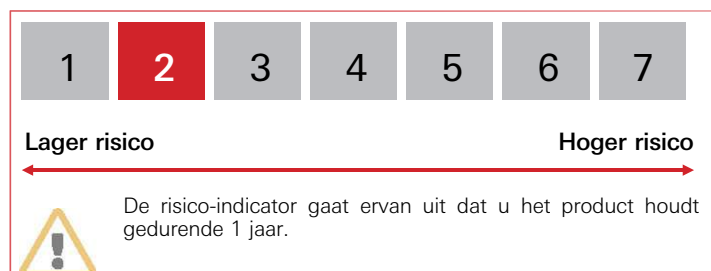 1 2 3 4 5 6 7
Lager risico Hoger risico
De risico-indicator gaat ervan uit dat u het product houdt
gedurende 1 jaar.